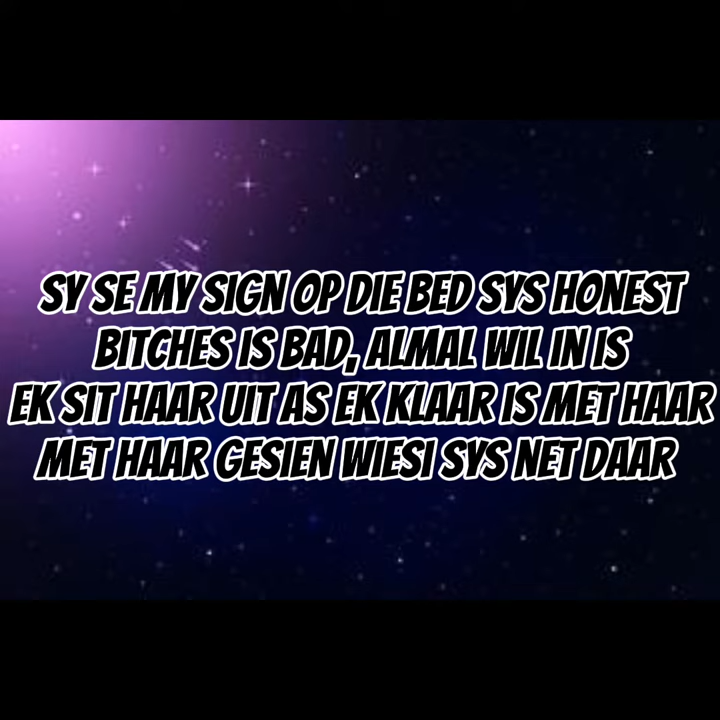 SY SE MY SIGN OP DIE BED SYS HONEST
BITCHES IS BAD, ALMAL WIL IN IS
EK SIT HAAR UIT AS EK KLAAR IS MET HAAR
MET HAAR GESIEN WIESI SYS NET DAAR